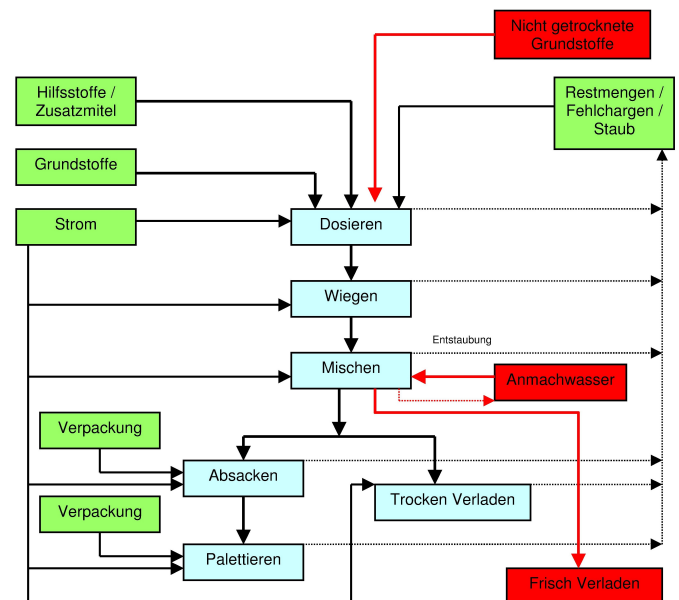 Nicht getrocknete
Grundstoffe
Hilfsstoffe /
Zusatzmitel
Restmengen /
Fehlchargen /
Staub
Grundstoffe
Strom
Dosieren
Wiegen
Entstaubung
Mischen
Anmachwasser
Verpackung
Absacken
Trocken Verladen
Verpackung
Palettieren
Frisch Verladen